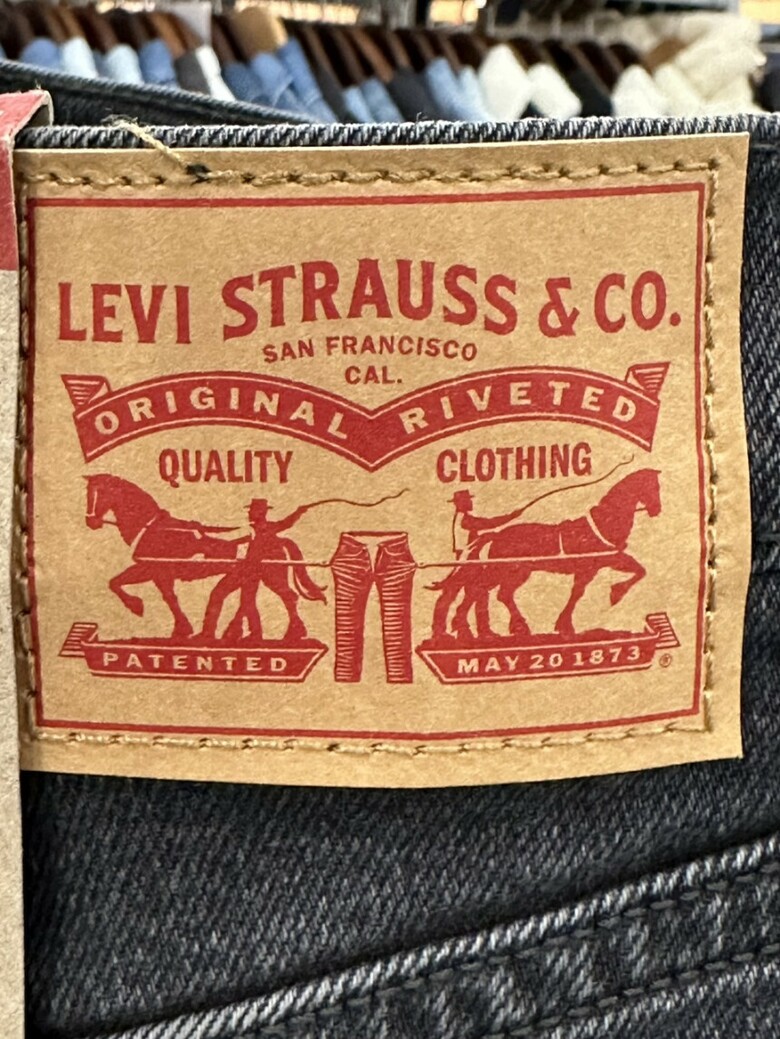 LEVI STRAUSS & CO.
SAN FRANCISCO
CAL.
ORIGINAL RIVETED
QUALITY CLOTHING
PATENTED MAY 20 1873 ®